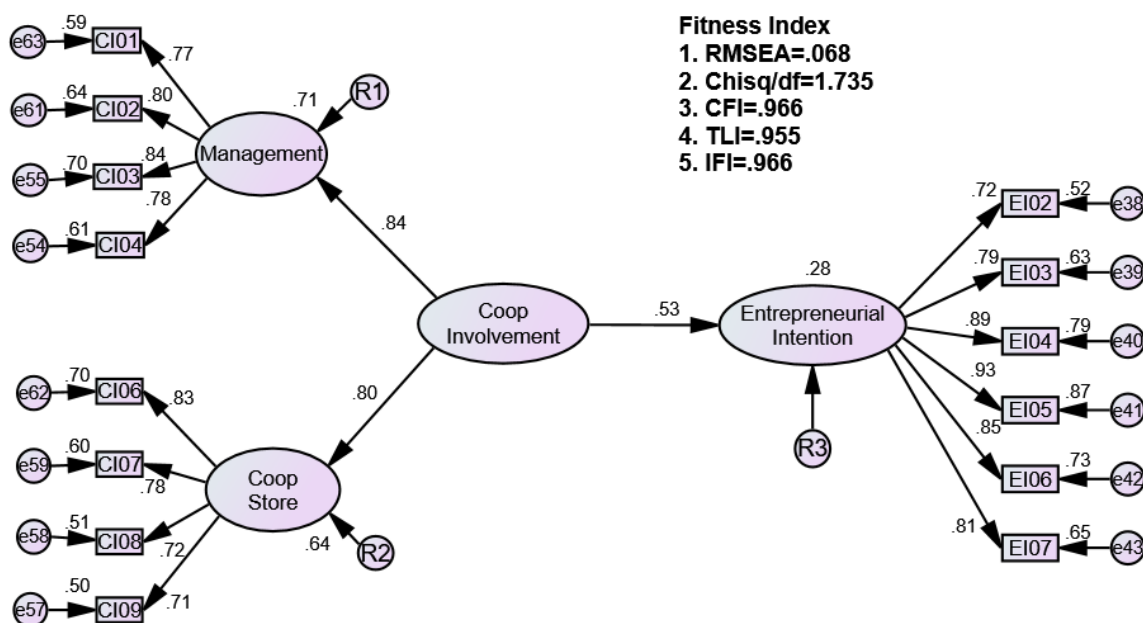 Fitness Index
1. RMSEA=.068
2. Chisq/df=1.735
3. CFI=.966
4. TLI=.955
5. IFI=.966
e63
.59
CI01
.77
e61
.64
CI02
.80
e55
.70
CI03
.84
e54
.61
CI04
.78
Management
.71
R1
.84
Coop
Involvement
.80
.53
e62
.70
CI06
.83
e59
.60
CI07
.78
e58
.51
CI08
.72
e57
.50
CI09
.71
Coop
Store
.64
R2
.28
Entrepreneurial
Intention
R3
.72
EI02
.52
e38
.79
EI03
.63
e39
.89
EI04
.79
e40
.93
EI05
.87
e41
.85
EI06
.73
e42
.81
EI07
.65
e43